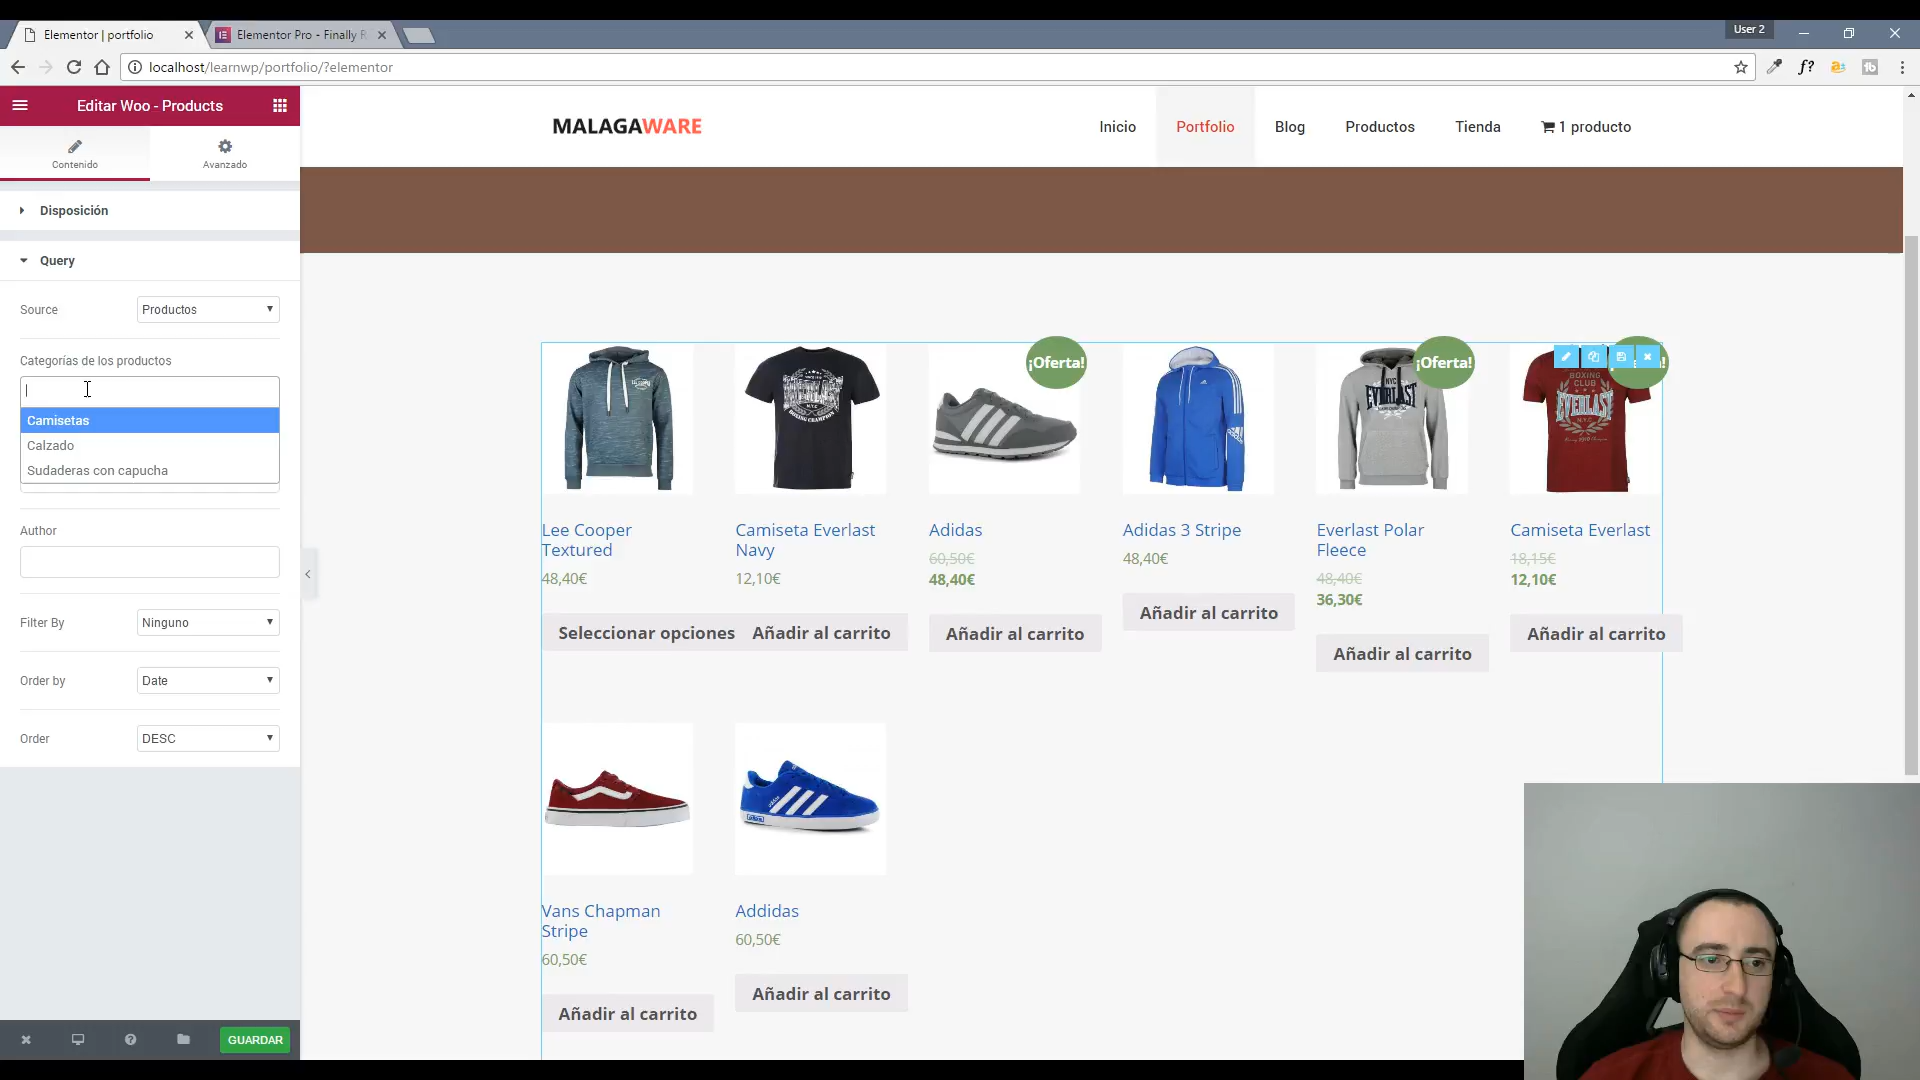 Elementor | portfolio
Elementor Pro - Finally R
User 2
localhost/learnwp/portfolio/?elementor
Editar Woo - Products
Contenido
Avanzado
Disposición
Query
Source
Productos
Categorías de los productos
Camisetas
Calzado
Sudaderas con capucha
Author
Filter By
Ninguno
Order by
Date
Order
DESC
GUARDAR
MALAGAWARE
Inicio
Portfolio
Blog
Productos
Tienda
1 producto
¡Oferta!
¡Oferta!
Lee Cooper
Textured
48,40€
Seleccionar opciones
Camiseta Everlast
Navy
12,10€
Añadir al carrito
Adidas
60,50€
48,40€
Añadir al carrito
Adidas 3 Stripe
48,40€
Añadir al carrito
Everlast Polar
Fleece
48,40€
36,30€
Añadir al carrito
Camiseta Everlast
18,15€
12,10€
Añadir al carrito
Vans Chapman
Stripe
60,50€
Añadir al carrito
Addidas
60,50€
Añadir al carrito